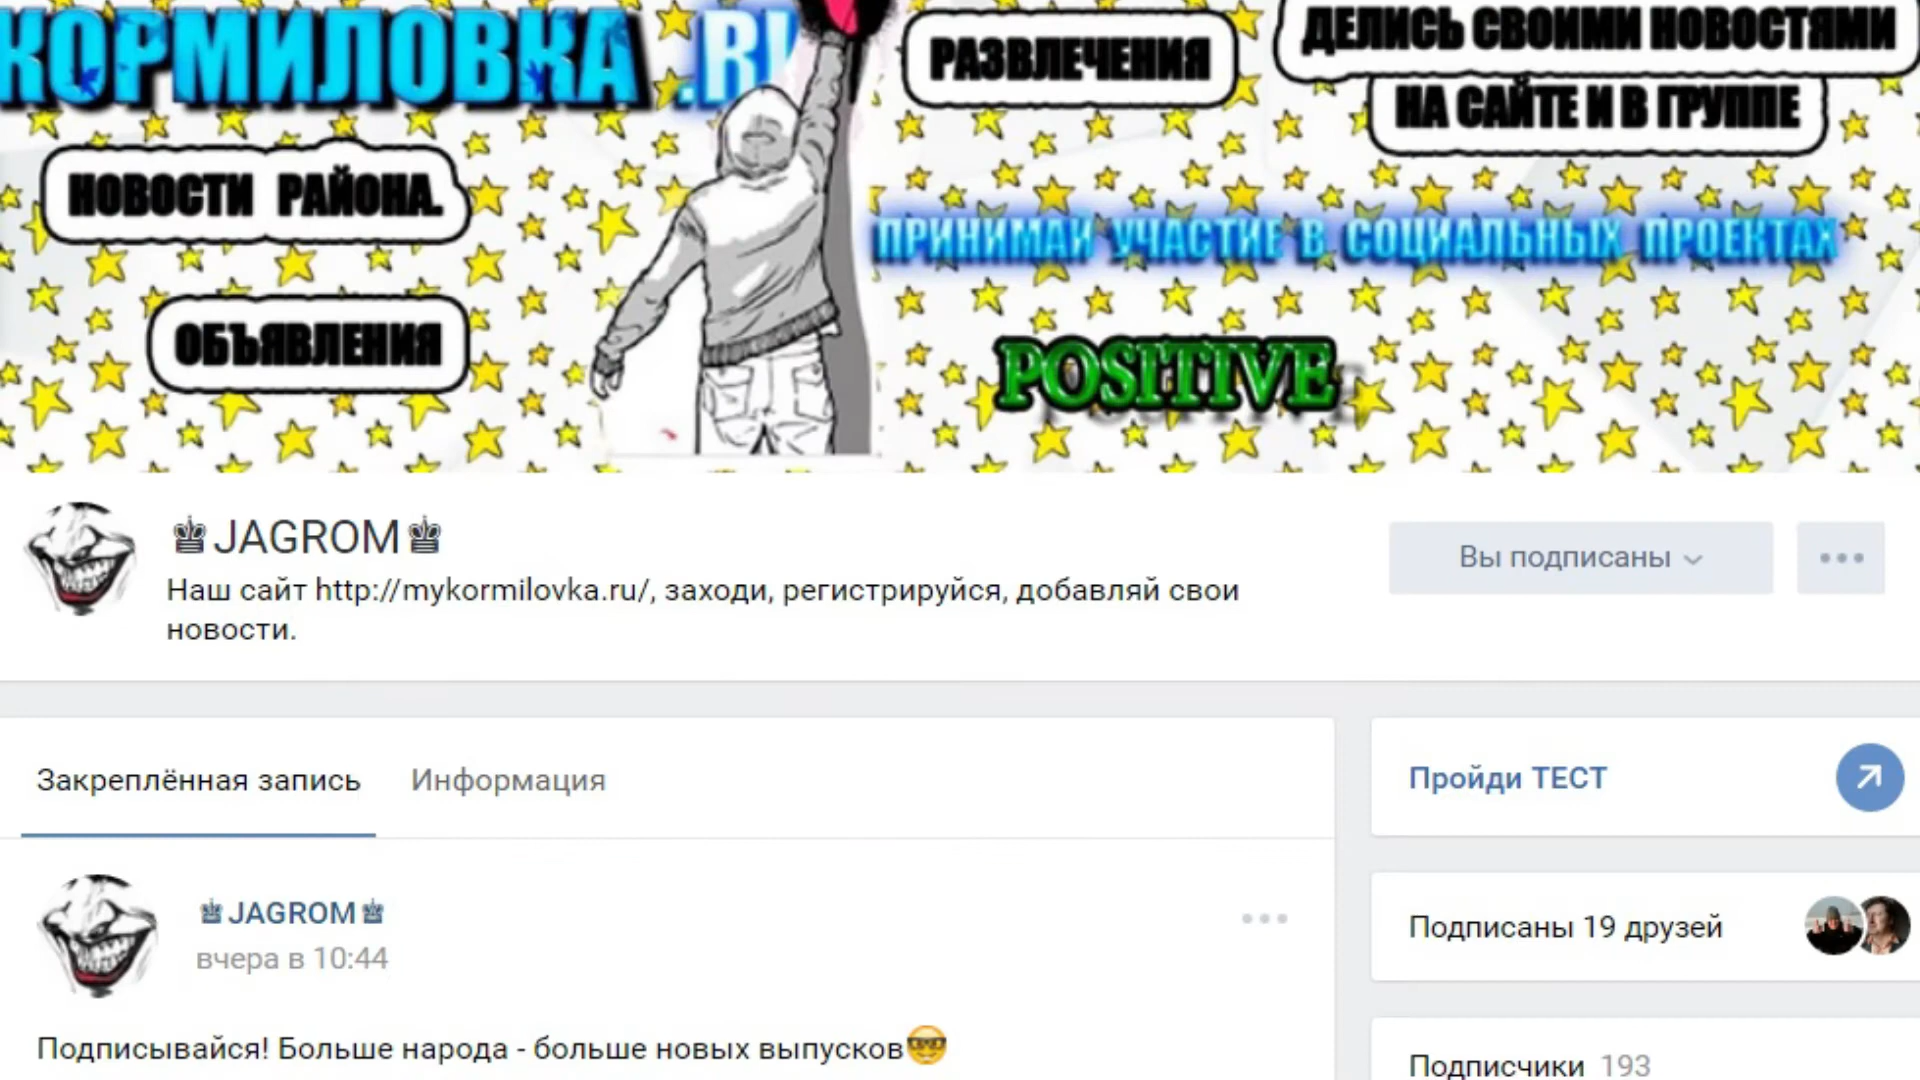 КОРМИЛОВКА .RU
РАЗВЛЕЧЕНИЯ
ДЕЛИСЬ СВОИМИ НОВОСТЯМИ
НА САЙТЕ И В ГРУППЕ
НОВОСТИ РАЙОНА.
ПРИНИМАЙ УЧАСТИЕ В СОЦИАЛЬНЫХ ПРОЕКТАХ
ОБЪЯВЛЕНИЯ
POSITIVE
♚JAGROM♚
Наш сайт http://mykormilovka.ru/, заходи, регистрируйся, добавляй свои
новости.
Вы подписаны
Закреплённая запись Информация
Пройди ТЕСТ
♚JAGROM♚
вчера в 10:44
Подписаны 19 друзей
Подписывайся! Больше народа - больше новых выпусков😎
Подписчики 193